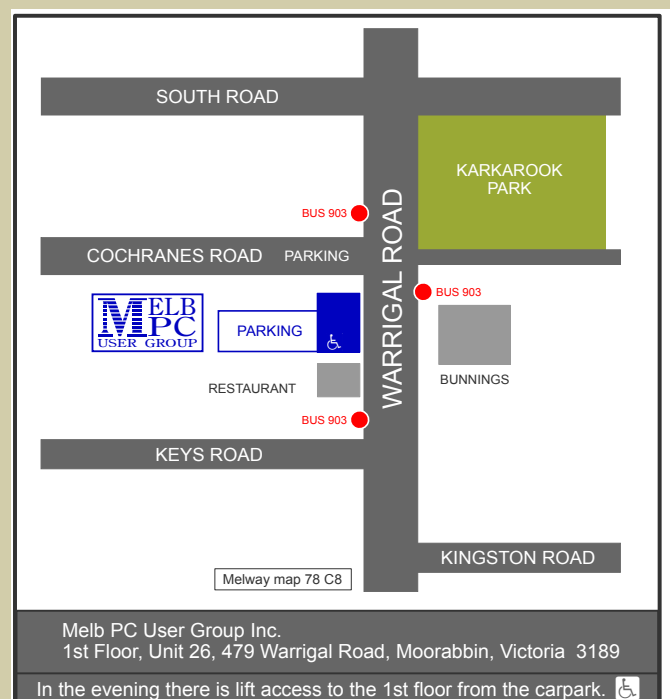 SOUTH ROAD
KARKAROOK
PARK
BUS 903
WARRIGAL ROAD
COCHRANES ROAD
PARKING
BUS 903
MELB
PC
USER GROUP
PARKING
RESTAURANT
BUNNINGS
BUS 903
KEYS ROAD
KINGSTON ROAD
Melway map 78 C8
Melb PC User Group Inc.
1st Floor, Unit 26, 479 Warrigal Road, Moorabbin, Victoria 3189
In the evening there is lift access to the 1st floor from the carpark.